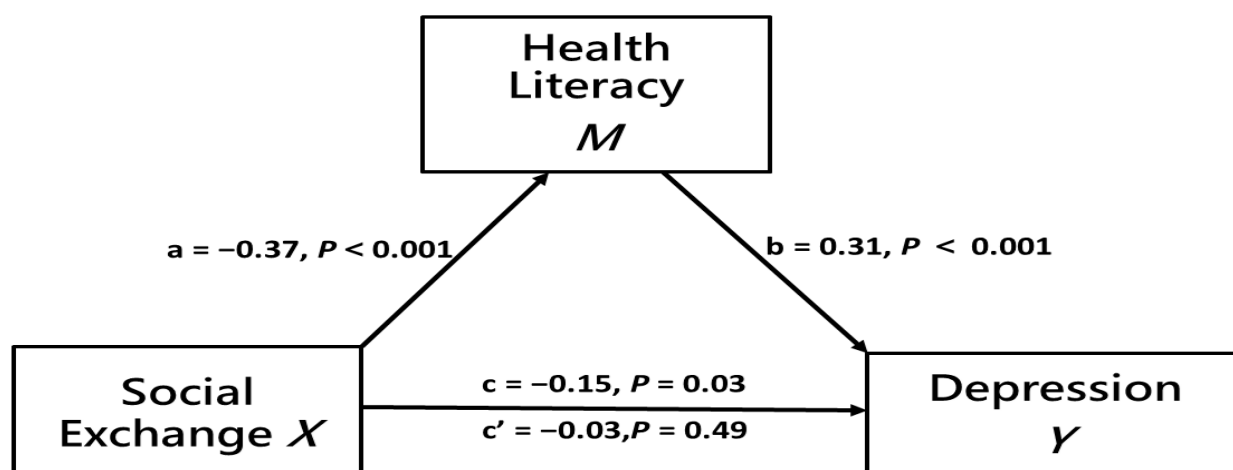 Health
Literacy
M
a = −0.37, P < 0.001
b = 0.31, P < 0.001
Social
Exchange X
c = −0.15, P = 0.03
c’ = −0.03,P = 0.49
Depression
Y